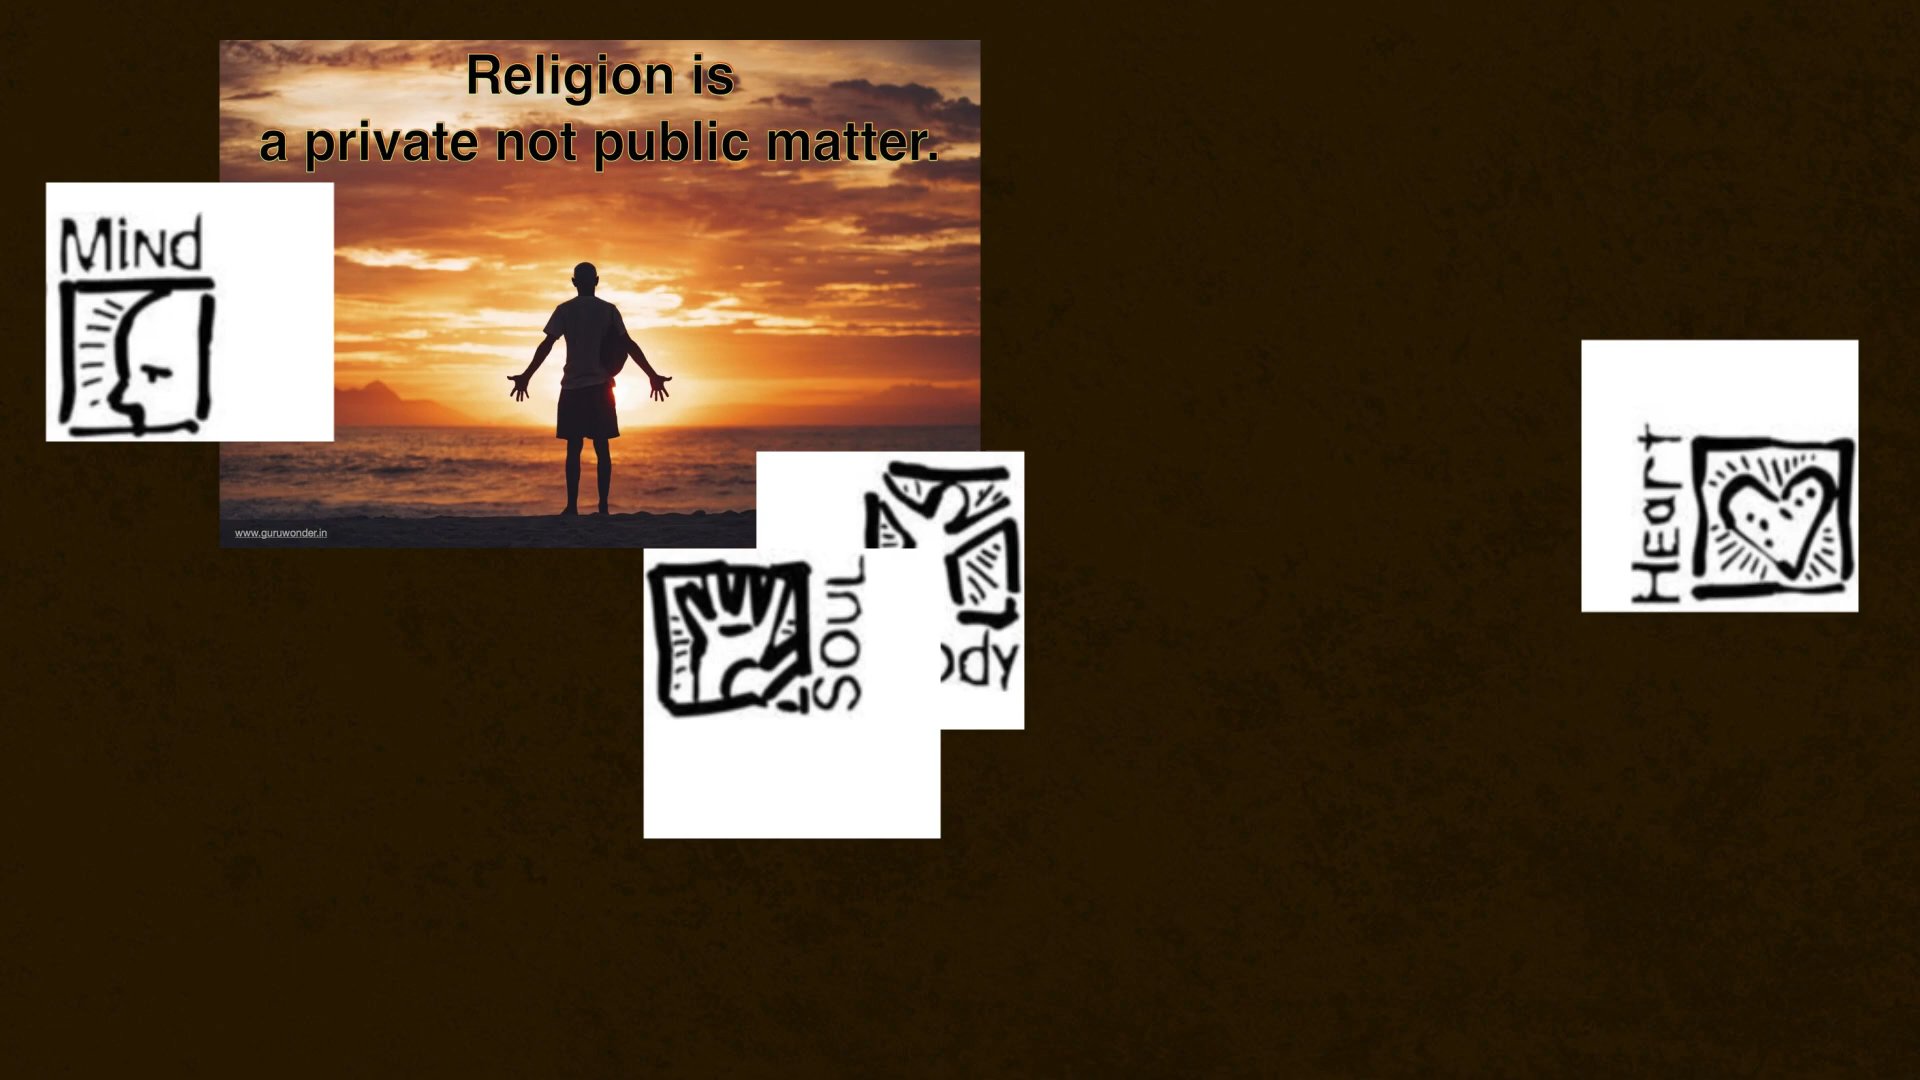 Religion is
a private not public matter.
Mind
www.guruwonder.in
Soul
Heart